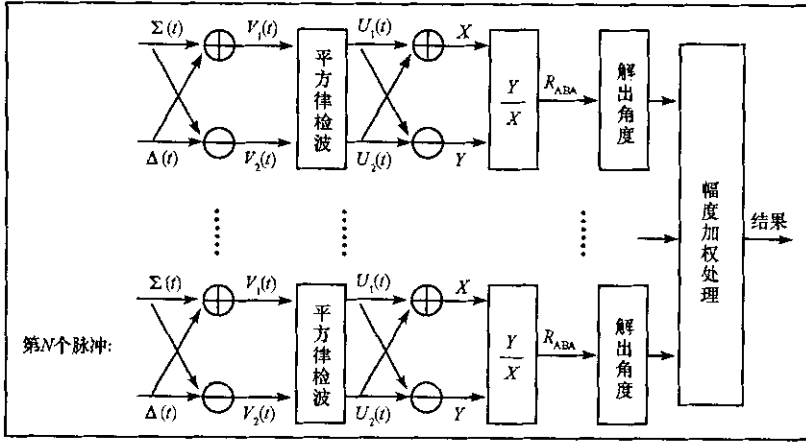 Σ(t)
V₁(t)
U₁(t)
X
平方律检波
Y
X
R_ABA
解出角度
Δ(t)
V₂(t)
U₂(t)
Y
幅度加权处理
结果
......
......
......
第N个脉冲:
Σ(t)
V₁(t)
U₁(t)
X
平方律检波
Y
X
R_ABA
解出角度
Δ(t)
V₂(t)
U₂(t)
Y